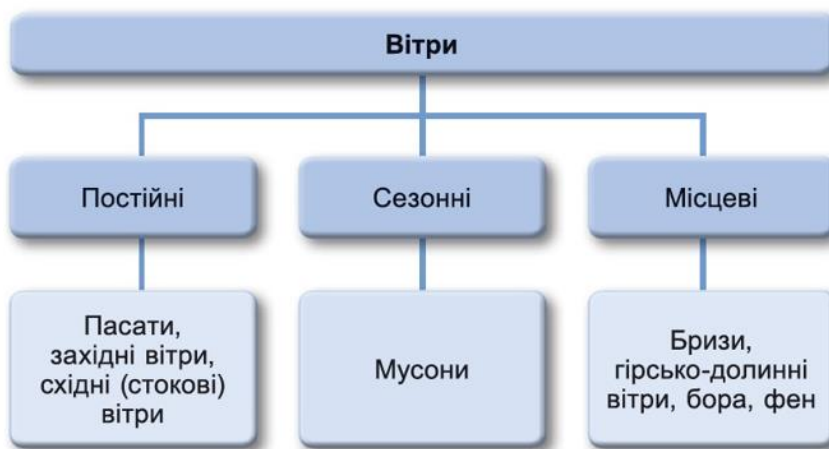 Вітри
Постійні
Сезонні
Місцеві
Пасати,
західні вітри,
східні (стокові)
вітри
Мусони
Бризи,
гірсько-долинні
вітри, бора, фен